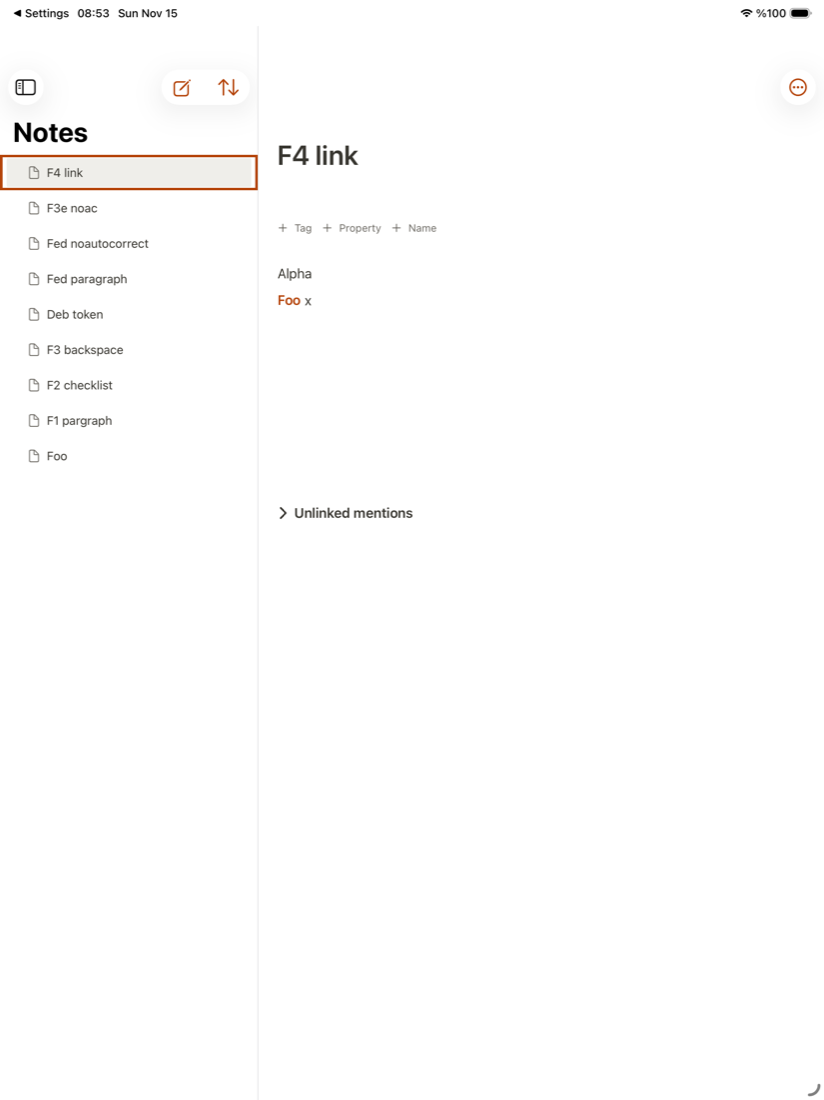 ◀ Settings 08:53 Sun Nov 15 %100
Notes
F4 link
F3e noac
Fed noautocorrect
Fed paragraph
Deb token
F3 backspace
F2 checklist
F1 pargraph
Foo
F4 link
+ Tag + Property + Name
Alpha
Foo x
Unlinked mentions